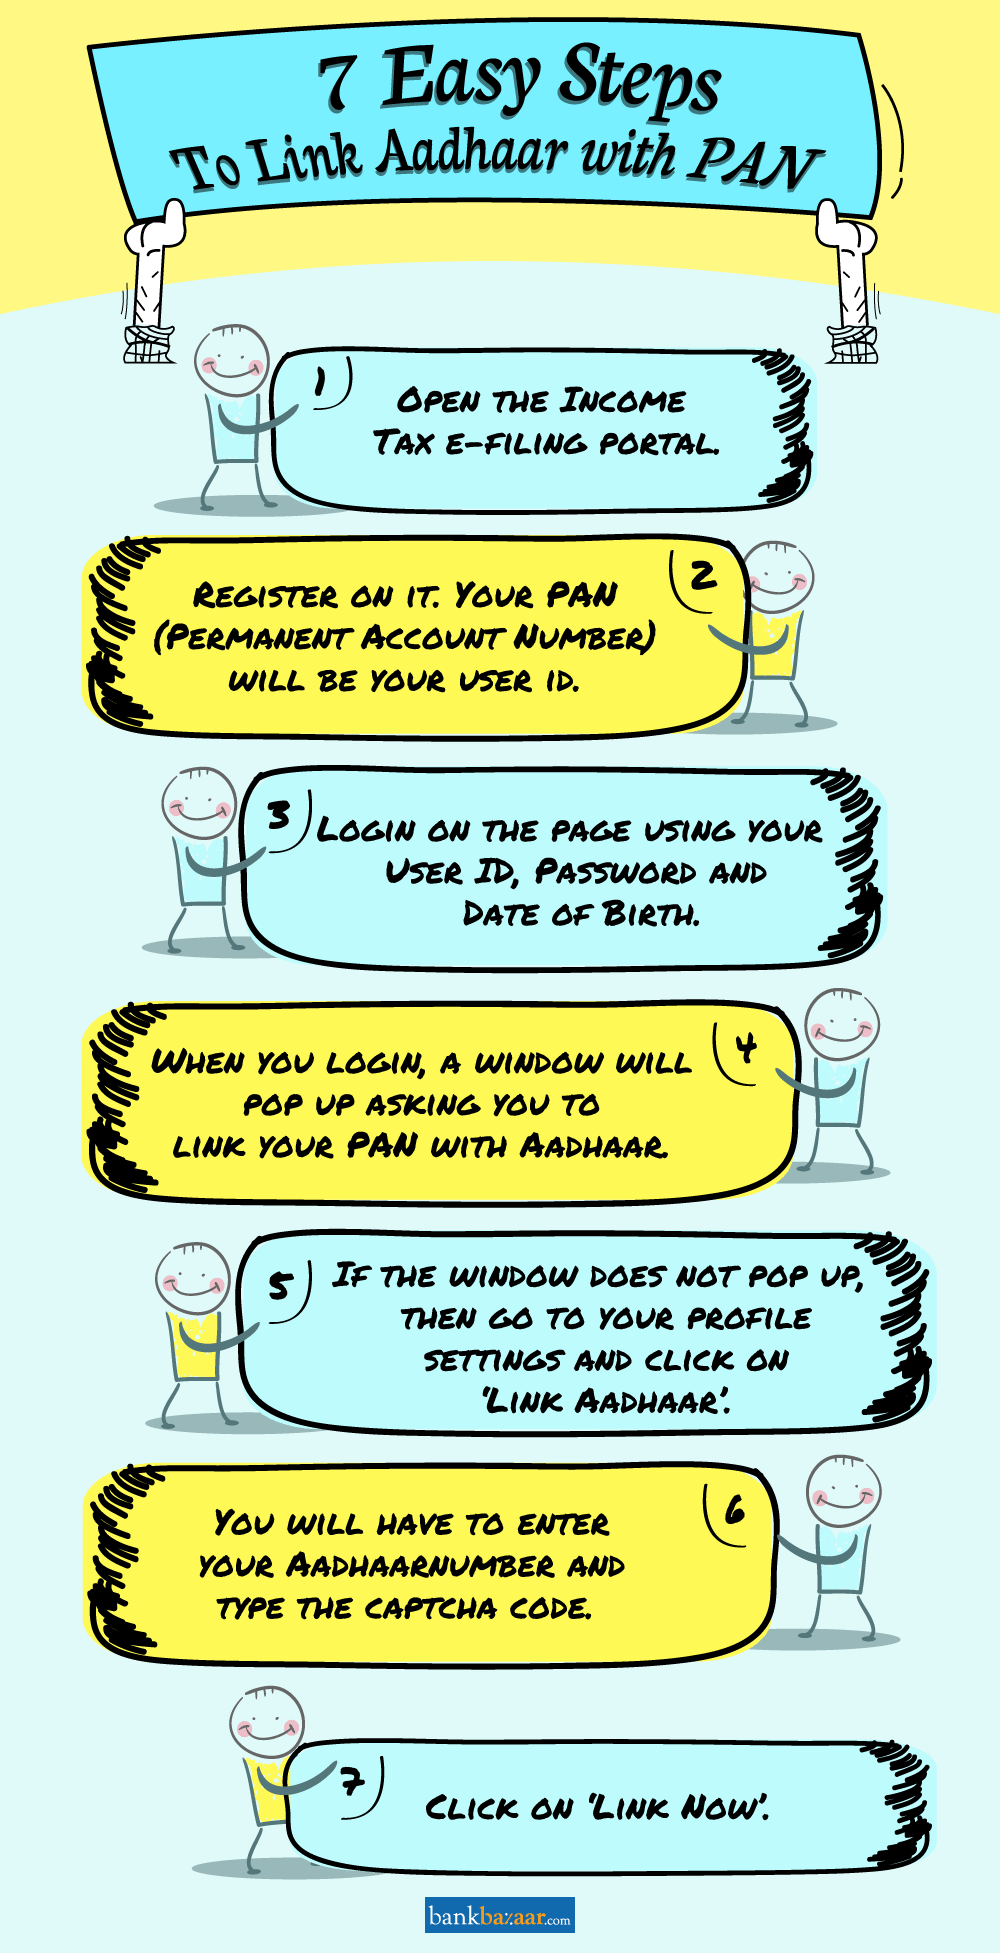 7 Easy Steps
To Link Aadhaar with PAN
1
Open the Income
Tax e-filing portal.
2
Register on it. Your PAN
(Permanent Account Number)
will be your user id.
3
Login on the page using your
User ID, Password and
Date of Birth.
4
When you login, a window will
pop up asking you to
link your PAN with Aadhaar.
5
If the window does not pop up,
then go to your profile
settings and click on
'Link Aadhaar'.
6
You will have to enter
your Aadhaarnumber and
type the captcha code.
7
Click on 'Link Now'.
bankbazaar.com